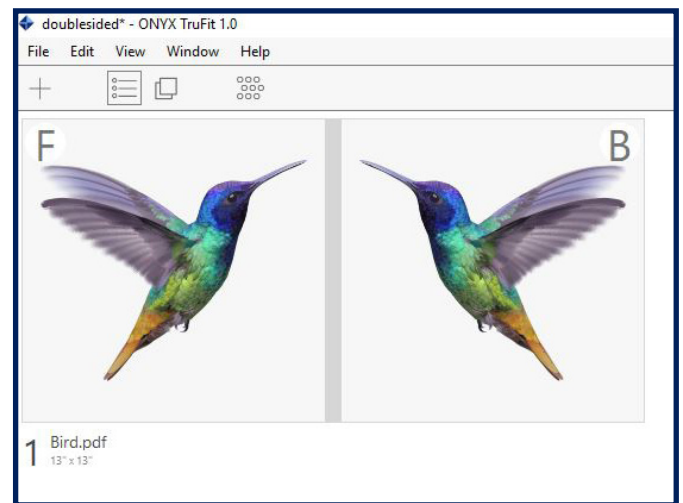 doublesided* - ONYX TruFit 1.0
File Edit View Window Help
F B
1 Bird.pdf
13" x 13"